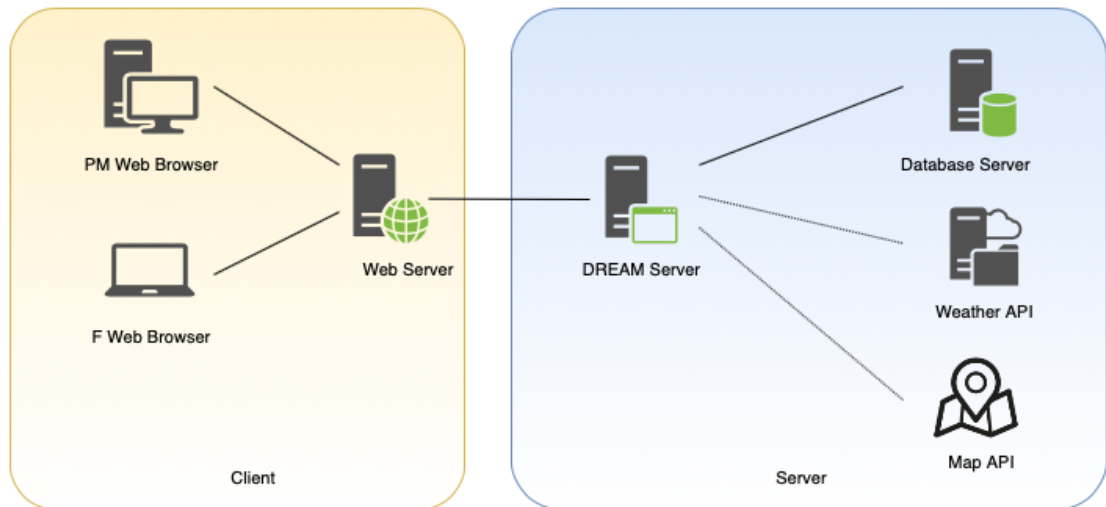 PM Web Browser
F Web Browser
Web Server
Client
DREAM Server
Database Server
Weather API
Map API
Server